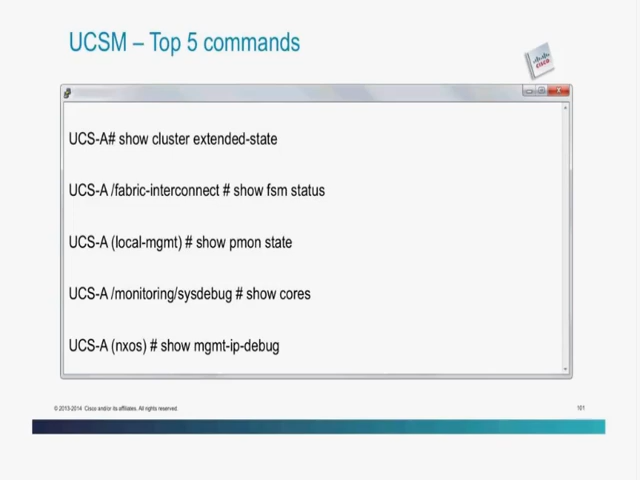 UCSM – Top 5 commands
CISCO
UCS-A# show cluster extended-state
UCS-A /fabric-interconnect # show fsm status
UCS-A (local-mgmt) # show pmon state
UCS-A /monitoring/sysdebug # show cores
UCS-A (nxos) # show mgmt-ip-debug
© 2013-2014 Cisco and/or its affiliates. All rights reserved.
101